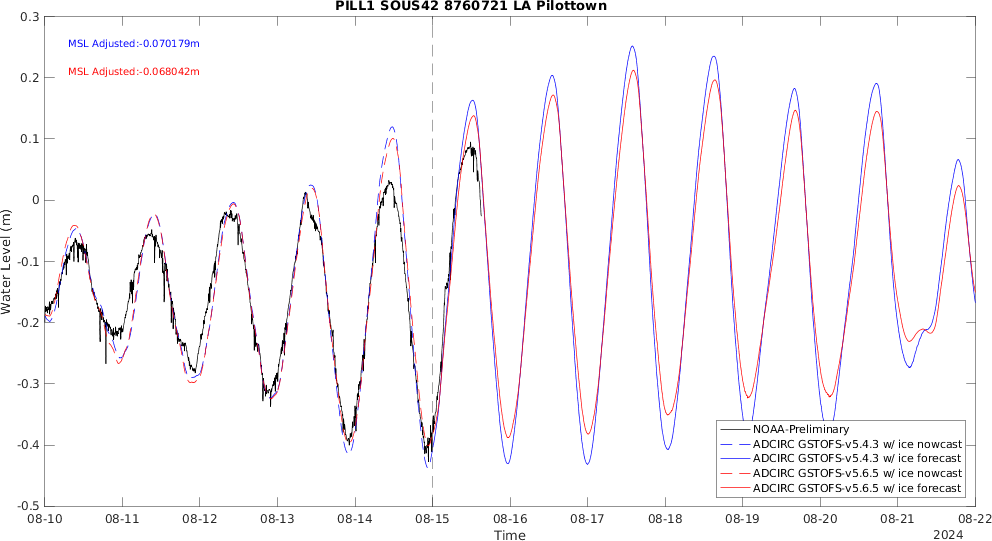 PILL1 SOUS42 8760721 LA Pilottown
MSL Adjusted:-0.070179m
MSL Adjusted:-0.068042m
0.3
0.2
0.1
0
-0.1
-0.2
-0.3
-0.4
-0.5
Water Level (m)
NOAA-Preliminary
ADCIRC GSTOFS-v5.4.3 w/ ice nowcast
ADCIRC GSTOFS-v5.4.3 w/ ice forecast
ADCIRC GSTOFS-v5.6.5 w/ ice nowcast
ADCIRC GSTOFS-v5.6.5 w/ ice forecast
08-10 08-11 08-12 08-13 08-14 08-15 08-16 08-17 08-18 08-19 08-20 08-21 08-22
Time
2024